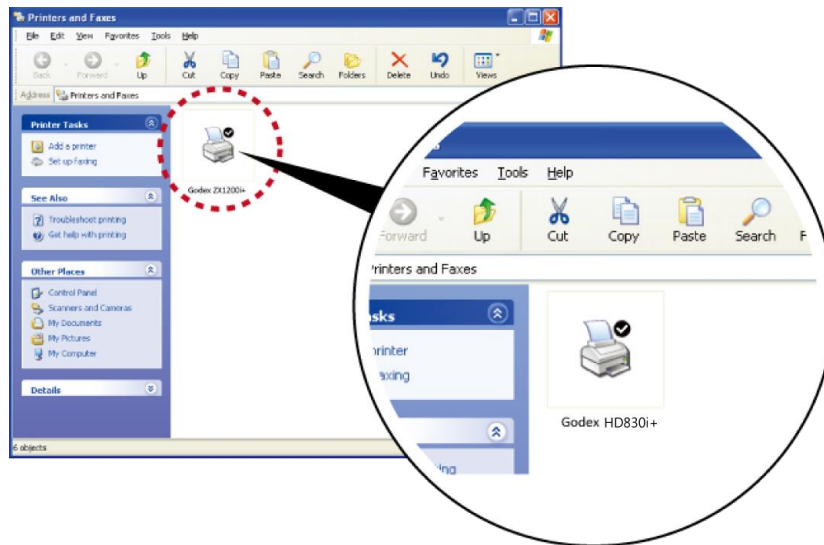 Printers and Faxes
File Edit View Favorites Tools Help
Back Forward Up Cut Copy Paste Search Folders Delete Undo Views
Address Printers and Faxes
Printer Tasks
Add a printer
Set up faxing
See Also
Troubleshoot printing
Get help with printing
Other Places
Control Panel
Scanners and Cameras
My Documents
My Pictures
My Computer
Details
Godex ZX1200i+
6 objects
Favorites Tools Help
Forward Up Cut Copy Paste Search F
Printers and Faxes
sks
rinter
axing
ing
Godex HD830i+